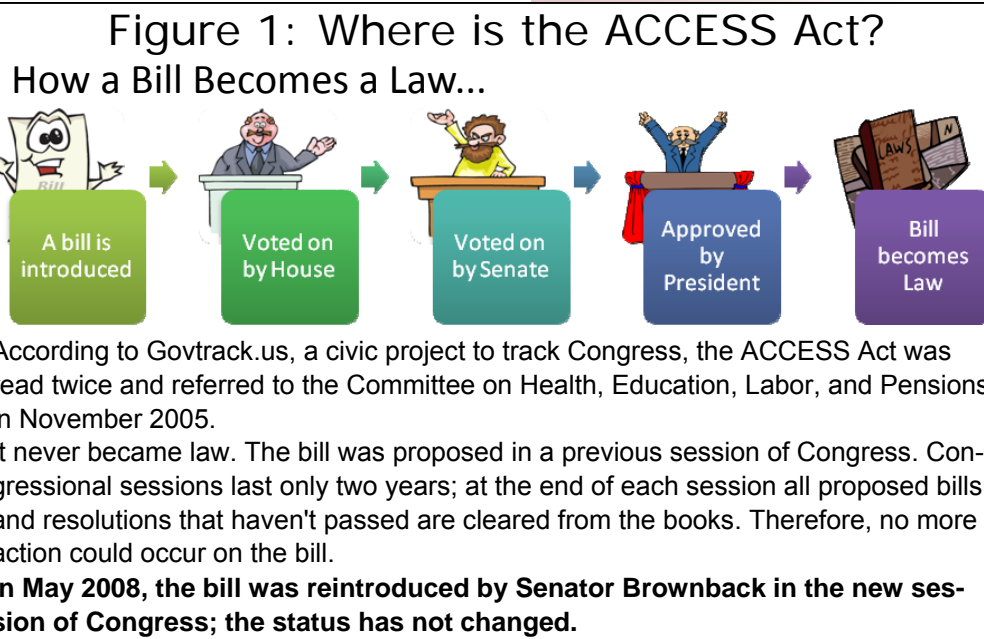 Figure 1: Where is the ACCESS Act?
How a Bill Becomes a Law...
Bill
LAWS
N
A bill is
introduced
Voted on
by House
Voted on
by Senate
Approved
by
President
Bill
becomes
Law
According to Govtrack.us, a civic project to track Congress, the ACCESS Act was
ead twice and referred to the Committee on Health, Education, Labor, and Pensions
n November 2005.
t never became law. The bill was proposed in a previous session of Congress. Con-
gressional sessions last only two years; at the end of each session all proposed bills
and resolutions that haven't passed are cleared from the books. Therefore, no more
action could occur on the bill.
n May 2008, the bill was reintroduced by Senator Brownback in the new ses-
sion of Congress; the status has not changed.